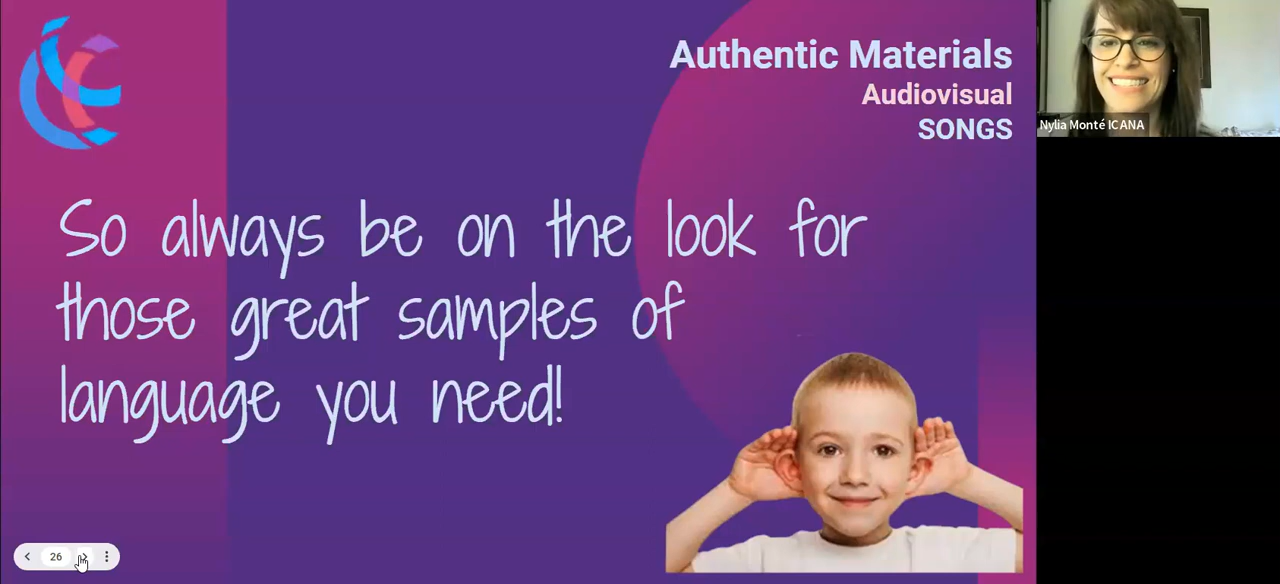 Authentic Materials
Audiovisual
SONGS
Nylia Monté ICANA
So always be on the look for
those great samples of
language you need!
26